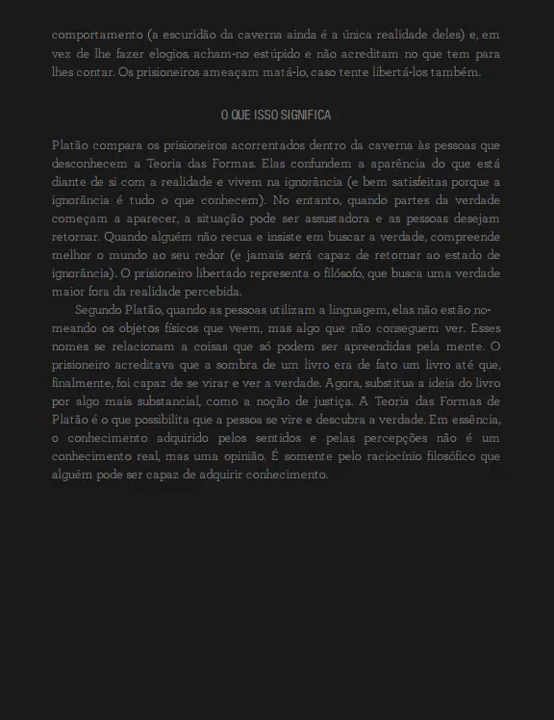 comportamento (a escuridão da caverna ainda é a única realidade deles) e, em
vez de lhe fazer elogios, acham-no estúpido e não acreditam no que tem para
lhes contar. Os prisioneiros ameaçam matá-lo, caso tente libertá-los também.
O QUE ISSO SIGNIFICA
Platão compara os prisioneiros acorrentados dentro da caverna às pessoas que
desconhecem a Teoria das Formas. Elas confundem a aparência do que está
diante de si com a realidade e vivem na ignorância (e bem satisfeitas porque a
ignorância é tudo o que conhecem). No entanto, quando partes da verdade
começam a aparecer, a situação pode ser assustadora e as pessoas desejam
retornar. Quando alguém não recua e insiste em buscar a verdade, compreende
melhor o mundo ao seu redor (e jamais será capaz de retornar ao estado de
ignorância). O prisioneiro libertado representa o filósofo, que busca uma verdade
maior fora da realidade percebida.
Segundo Platão, quando as pessoas utilizam a linguagem, elas não estão no-
meando os objetos físicos que veem, mas algo que não conseguem ver. Esses
nomes se relacionam a coisas que só podem ser apreendidas pela mente. O
prisioneiro acreditava que a sombra de um livro era de fato um livro até que,
finalmente, foi capaz de se virar e ver a verdade. Agora, substitua a ideia do livro
por algo mais substancial, como a noção de justiça. A Teoria das Formas de
Platão é o que possibilita que a pessoa se vire e descubra a verdade. Em essência,
o conhecimento adquirido pelos sentidos e pelas percepções não é um
conhecimento real, mas uma opinião. É somente pelo raciocínio filosófico que
alguém pode ser capaz de adquirir conhecimento.